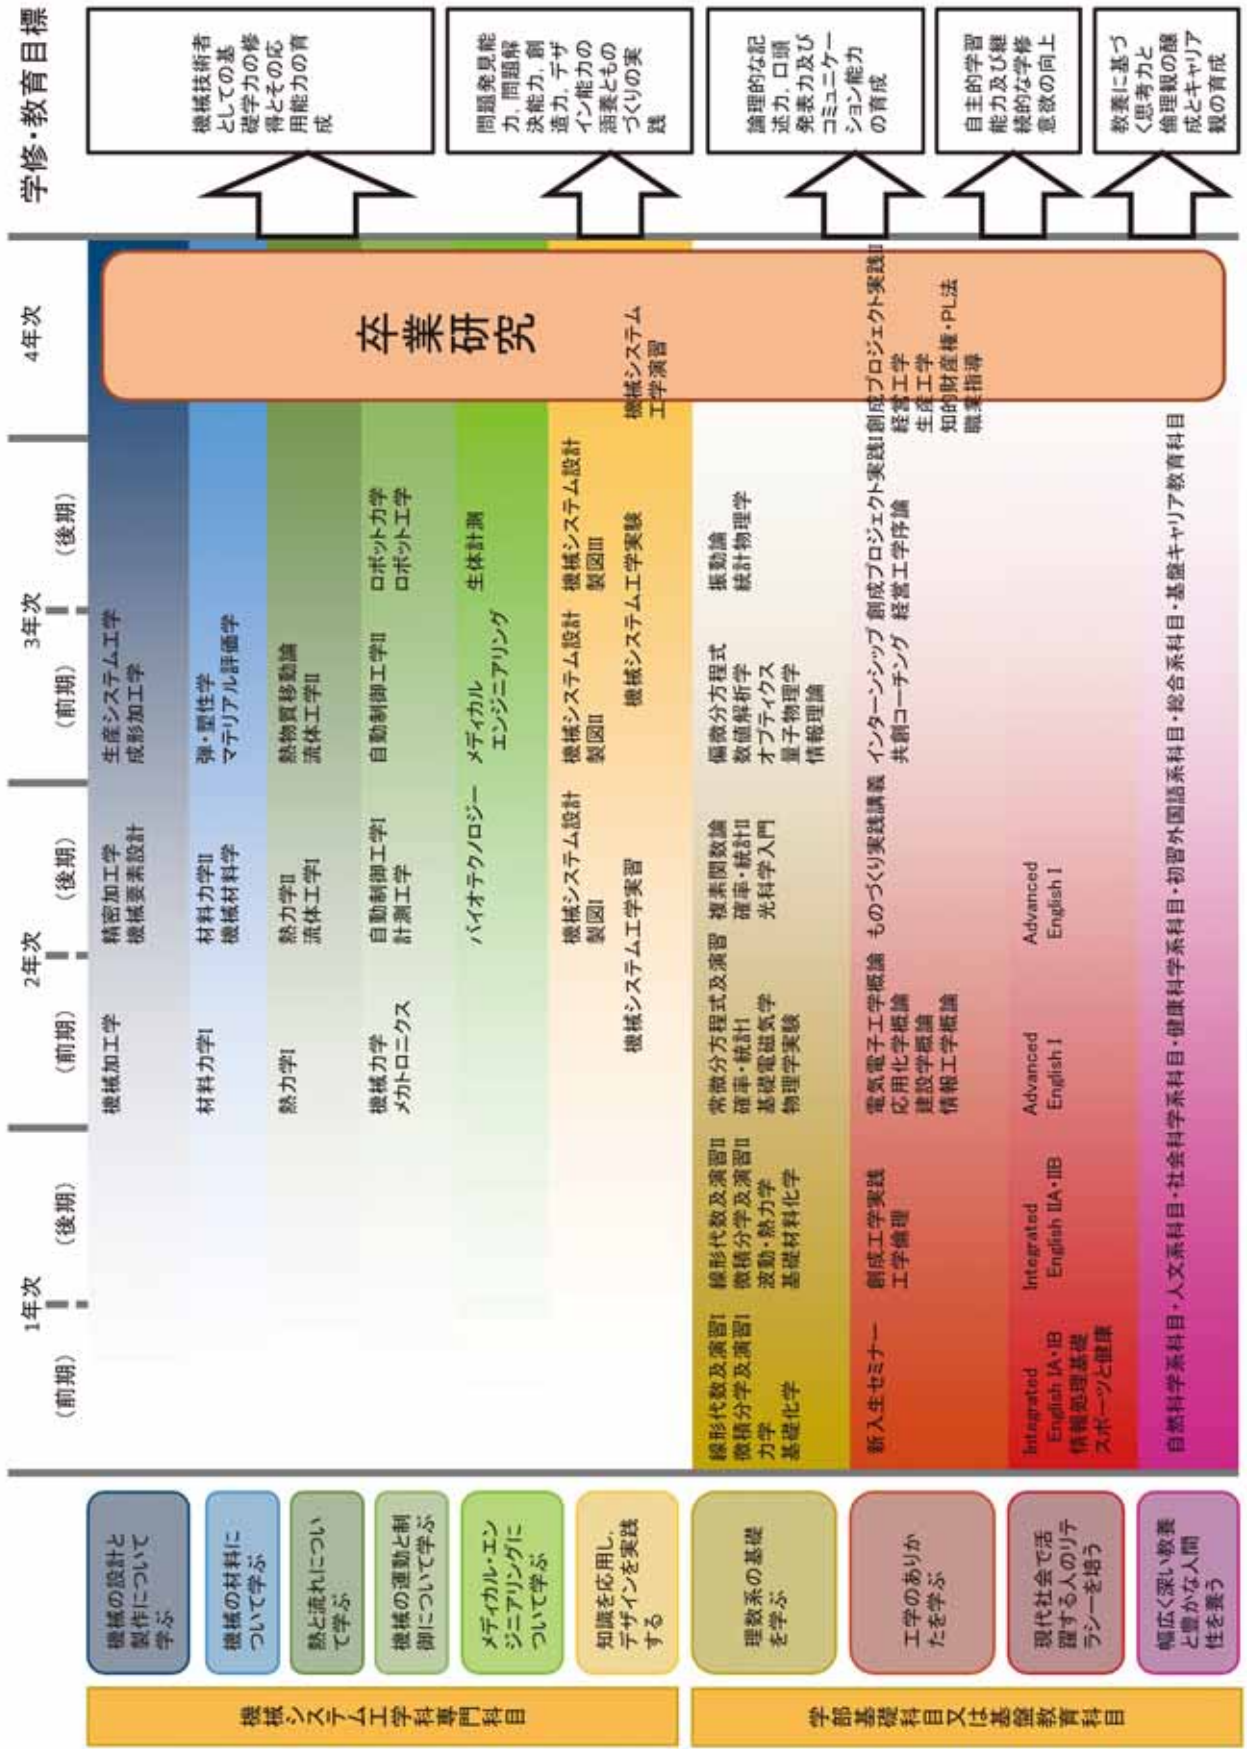 学修・教育目標
1年次
2年次
3年次
4年次
(前期)
(後期)
(前期)
(後期)
(前期)
(後期)
機械システム工学科専門科目
機械の設計と
製作について
学ぶ
機械加工学
精密加工学
機械要素設計
生産システム工学
成形加工学
機械の材料に
ついて学ぶ
材料力学I
材料力学II
機械材料学
弾・塑性学
マテリアル評価学
熱と流れについ
て学ぶ
熱力学I
熱力学II
流体工学I
熱物質移動論
流体工学II
機械の運動と制
御について学ぶ
機械力学
メカトロニクス
自動制御工学I
計測工学
自動制御工学II
ロボット力学
ロボット工学
メディカル・エン
ジニアリングに
ついて学ぶ
バイオテクノロジー
メディカル
エンジニアリング
生体計測
知識を応用し,
デザインを実践
する
機械システム設計
製図I
機械システム設計
製図II
機械システム設計
製図III
機械システム工学実習
機械システム工学実験
機械システム
工学演習
卒業研究
学部基礎科目又は基盤教育科目
理数系の基礎
を学ぶ
線形代数及演習I
微積分学及演習I
力学
基礎化学
線形代数及演習II
微積分学及演習II
波動・熱力学
基礎材料化学
常微分方程式及演習
確率・統計I
基礎電磁気学
物理学実験
複素関数論
確率・統計II
光科学入門
偏微分方程式
数値解析学
オプティクス
量子物理学
情報理論
振動論
統計物理学
工学のありか
たを学ぶ
新入生セミナー
創成工学実践
工学倫理
電気電子工学概論
応用化学概論
建設学概論
情報工学概論
ものづくり実践講義
インターンシップ
共創コーチング
創成プロジェクト実践I
経営工学序論
創成プロジェクト実践II
経営工学
生産工学
知的財産権・PL法
職業指導
現代社会で活
躍する人のリテ
ラシーを培う
Integrated
English IA・IB
情報処理基礎
スポーツと健康
Integrated
English IIA・IIB
Advanced
English I
Advanced
English I
幅広く深い教養
と豊かな人間
性を養う
自然科学系科目・人文系科目・社会科学系科目・健康科学系科目・初習外国語系科目・総合系科目・基盤キャリア教育科目
機械技術者
としての基
礎学力の修
得とその応
用能力の育
成
問題発見能
力,問題解
決能力,創
造力,デザ
イン能力の
涵養ともの
づくりの実
践
論理的な記
述力,口頭
発表力及び
コミュニケー
ション能力
の育成
自主的学習
能力及び継
続的な学修
意欲の向上
教養に基づ
く思考力と
倫理観の醸
成とキャリア
観の育成